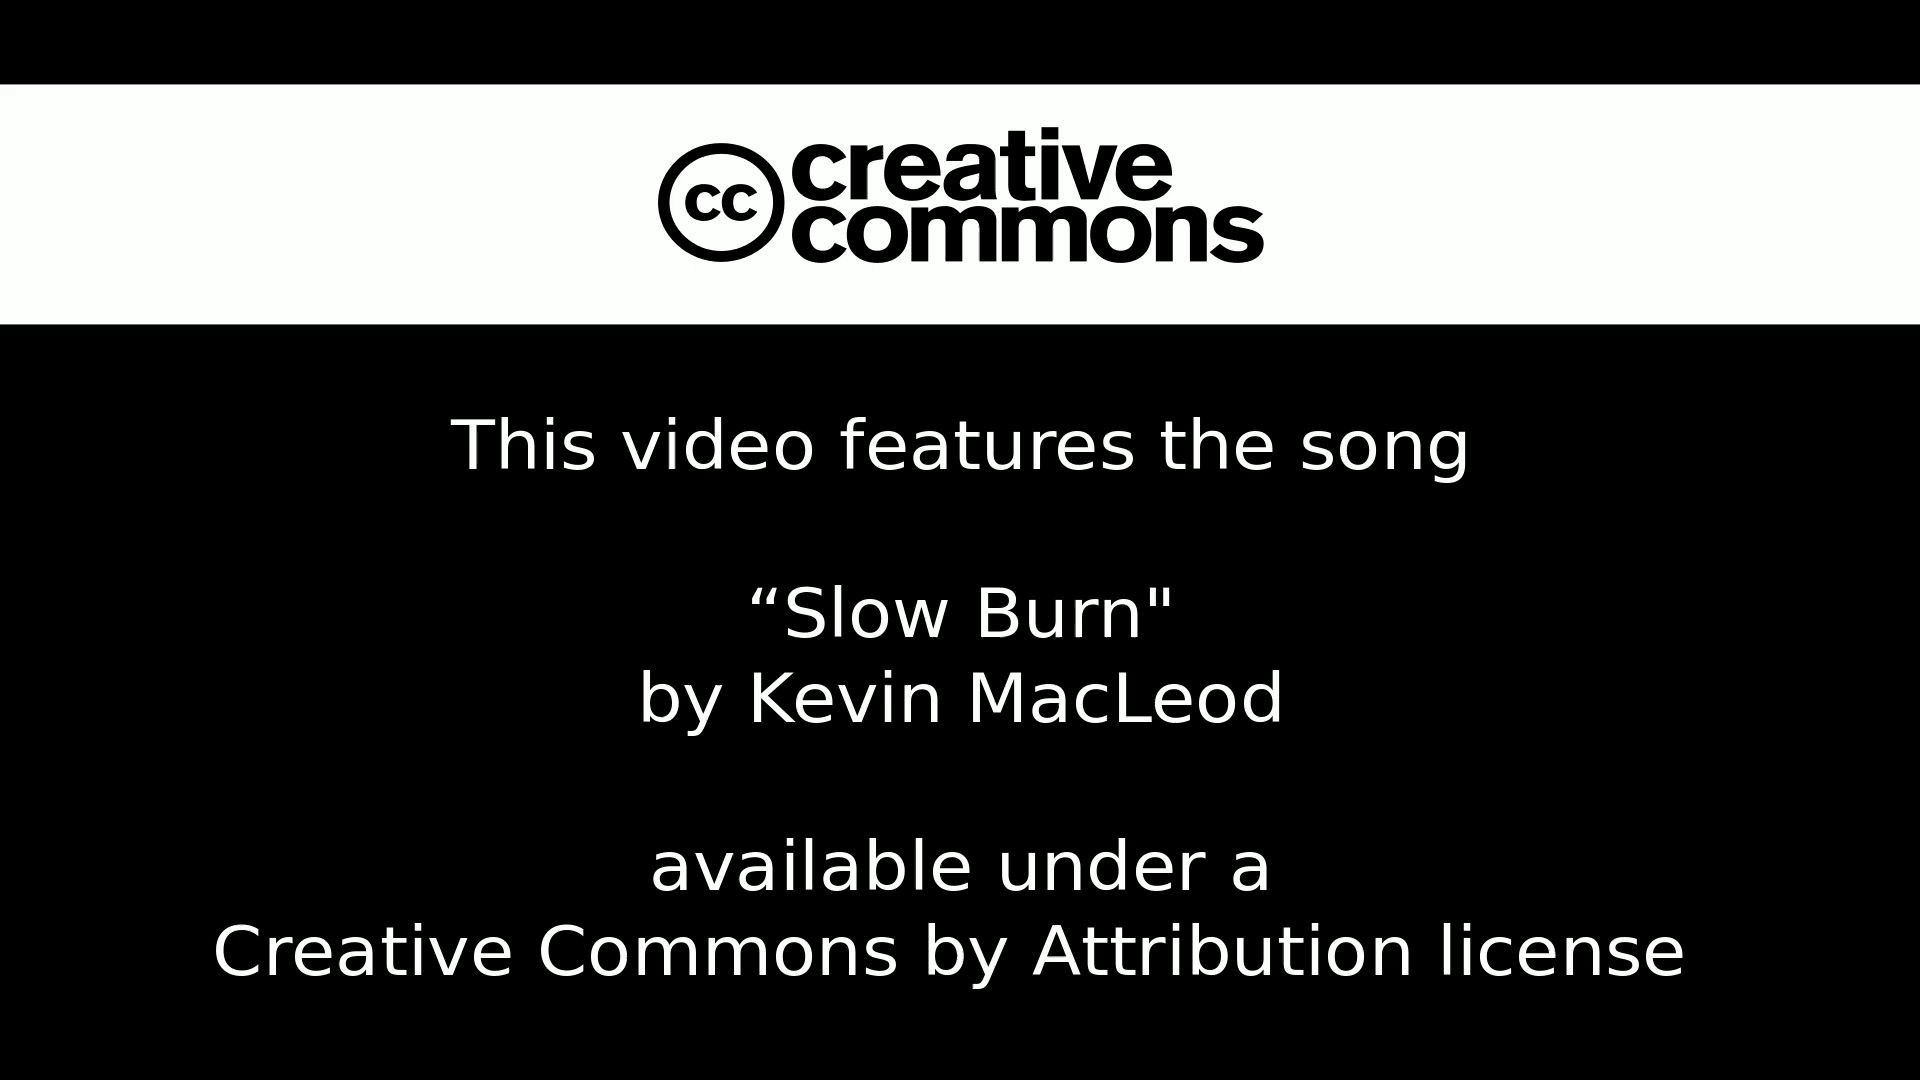 cc creative
commons
This video features the song
“Slow Burn"
by Kevin MacLeod
available under a
Creative Commons by Attribution license